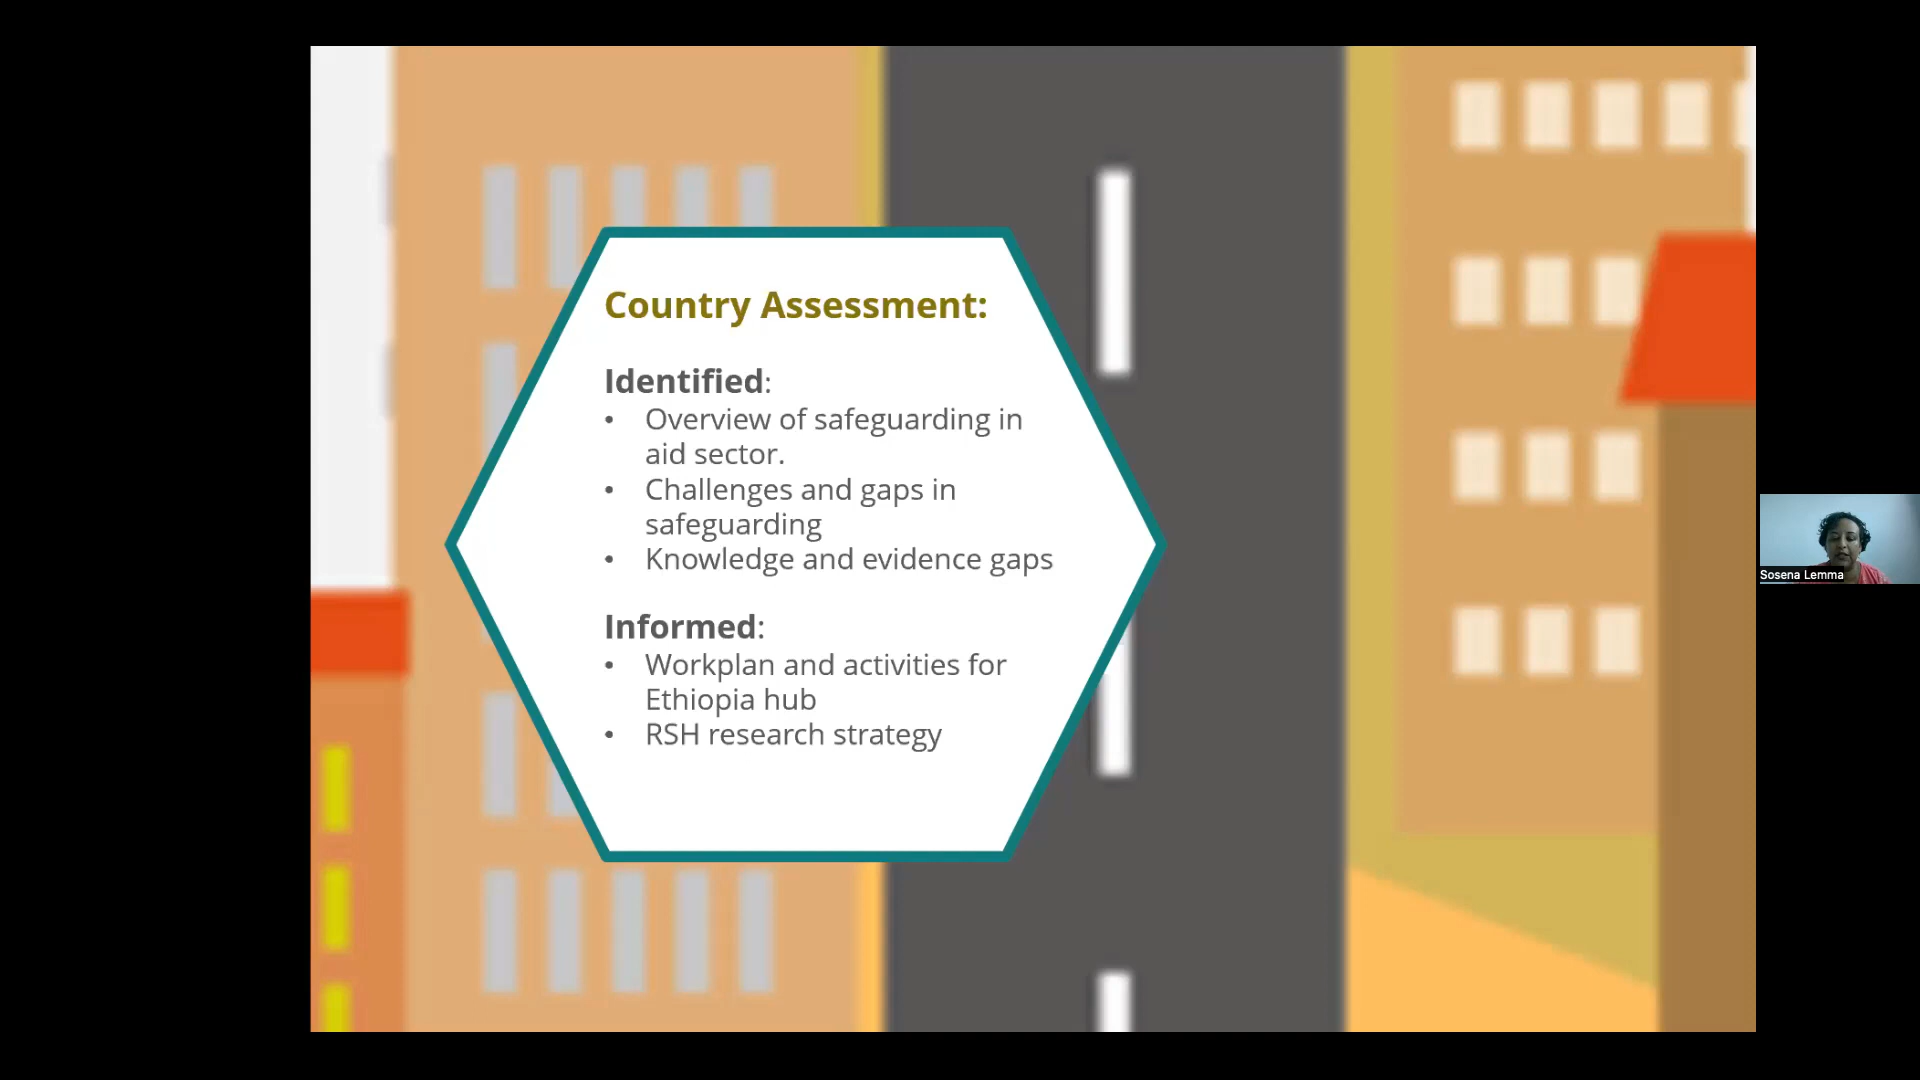 Country Assessment:
Identified:
• Overview of safeguarding in
aid sector.
• Challenges and gaps in
safeguarding
• Knowledge and evidence gaps
Informed:
• Workplan and activities for
Ethiopia hub
• RSH research strategy
Sosena Lemma